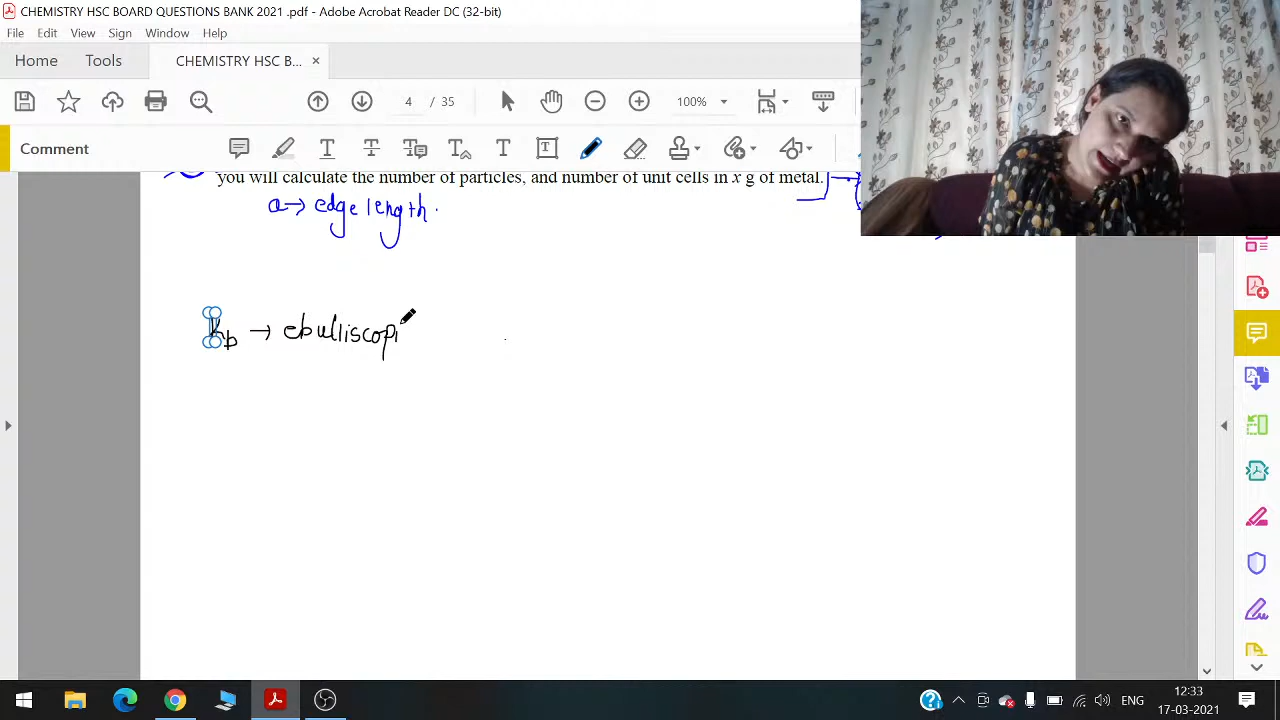 CHEMISTRY HSC BOARD QUESTIONS BANK 2021 .pdf - Adobe Acrobat Reader DC (32-bit)
File Edit View Sign Window Help
Home Tools CHEMISTRY HSC B... ×
4 / 35 100%
Comment
you will calculate the number of particles, and number of unit cells in x g of metal.
a → edge length.
Kb → ebulliscopi
ENG 12:33
17-03-2021